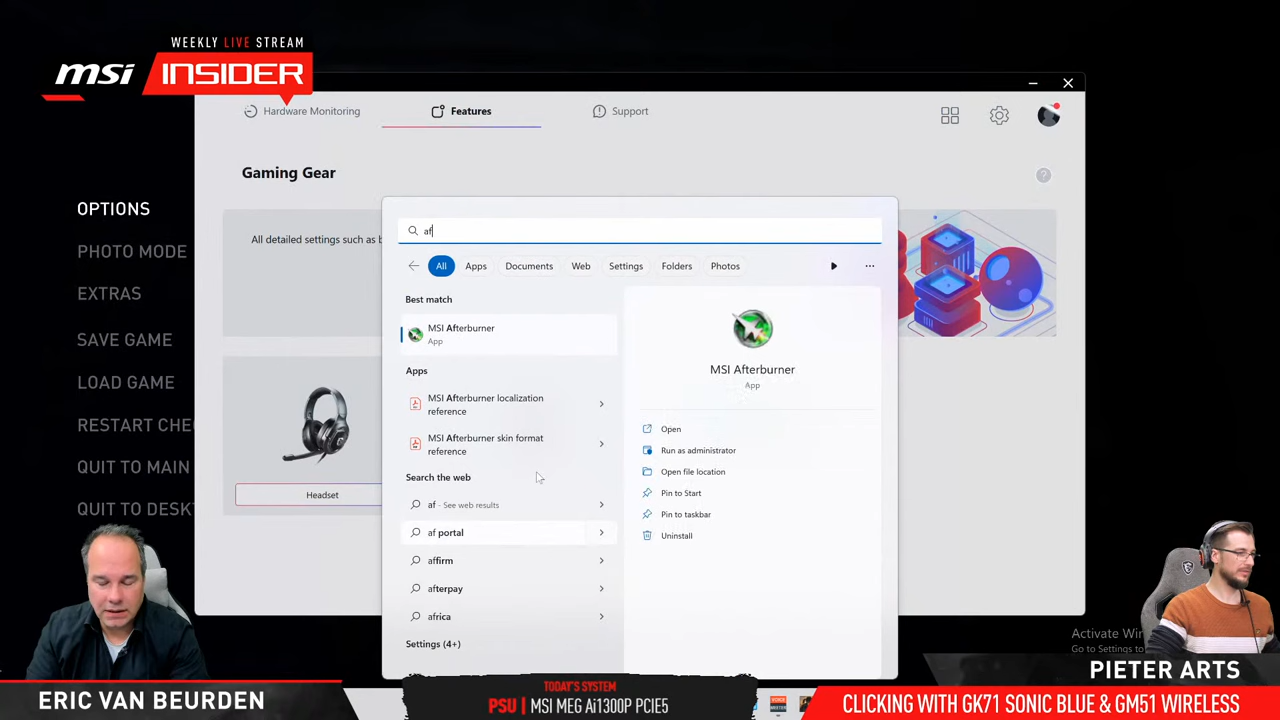 WEEKLY LIVE STREAM
msi INSIDER
Hardware Monitoring
Features
Support
Gaming Gear
?
OPTIONS
PHOTO MODE
EXTRAS
SAVE GAME
LOAD GAME
RESTART CHE
QUIT TO MAIN
QUIT TO DESK
All detailed settings such as b
Headset
af
All Apps Documents Web Settings Folders Photos
Best match
MSI Afterburner
App
Apps
MSI Afterburner localization
reference
MSI Afterburner skin format
reference
Search the web
af - See web results
af portal
affirm
afterpay
africa
Settings (4+)
MSI Afterburner
App
Open
Run as administrator
Open file location
Pin to Start
Pin to taskbar
Uninstall
Activate Win
Go to Settings to
ERIC VAN BEURDEN
TODAY'S SYSTEM
PSU | MSI MEG Ai1300P PCIE5
PIETER ARTS
CLICKING WITH GK71 SONIC BLUE & GM51 WIRELESS